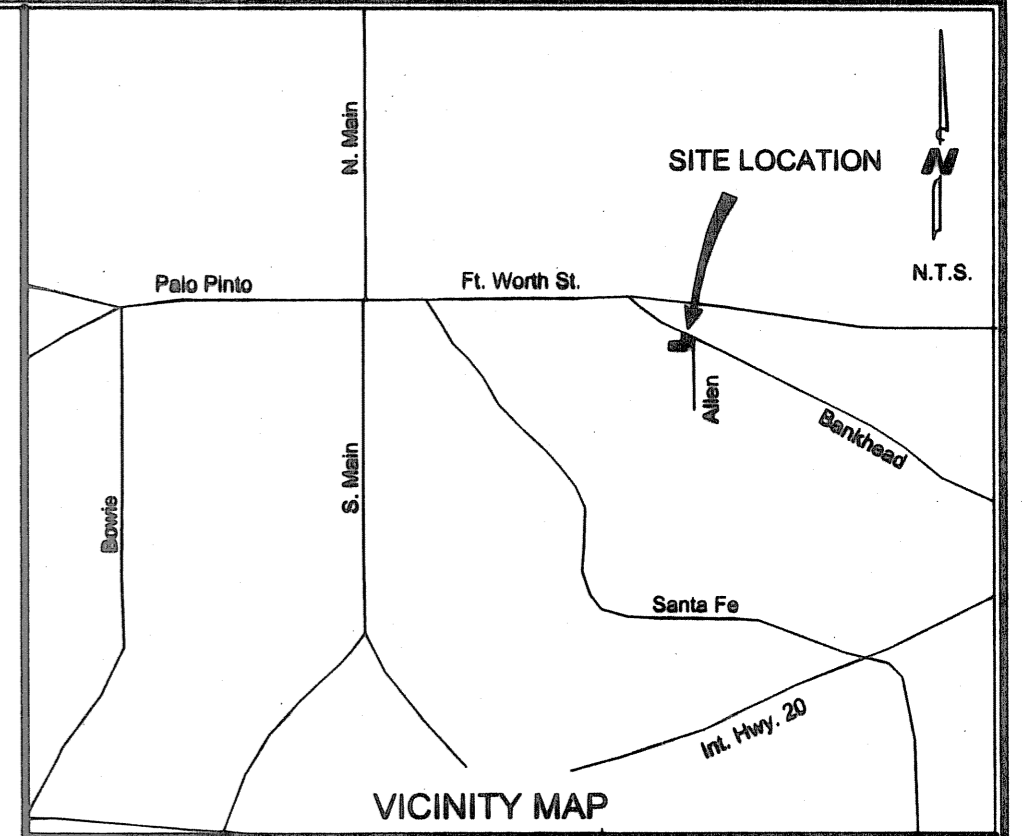 N. Main
SITE LOCATION
N
N.T.S.
Palo Pinto
Ft. Worth St.
Allen
Bankhead
S. Main
Bowie
Santa Fe
Int. Hwy. 20
VICINITY MAP